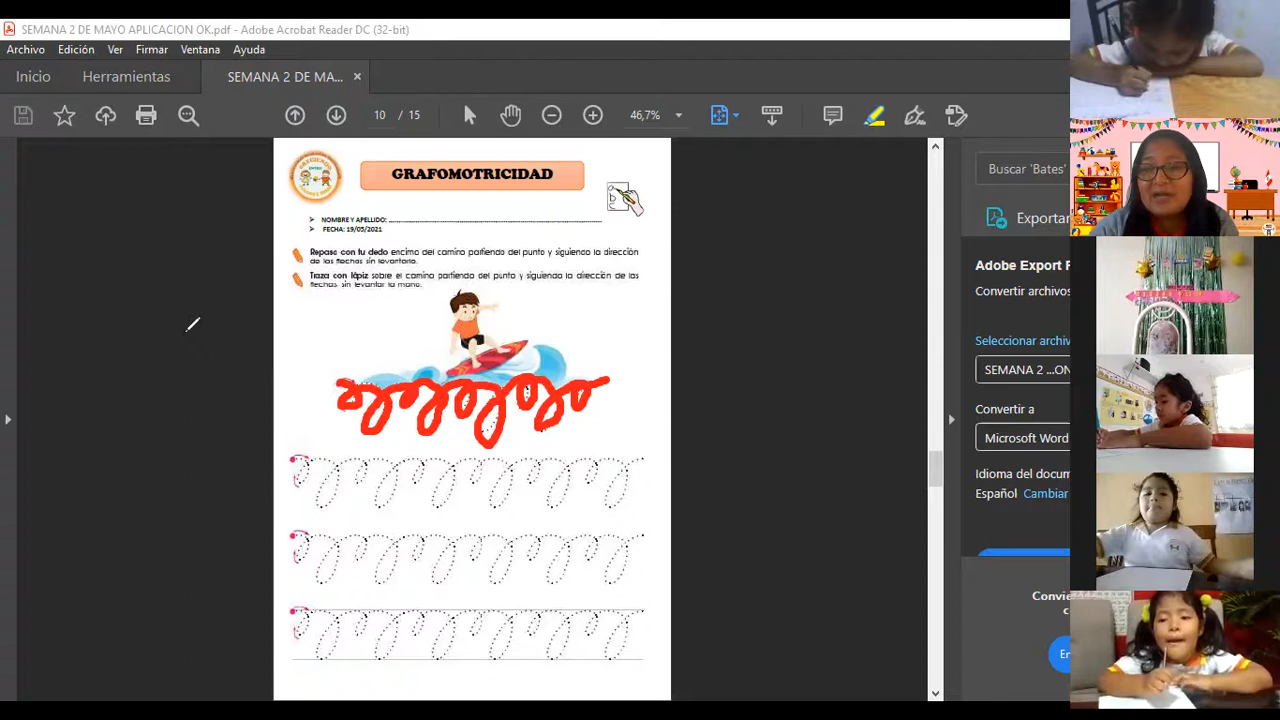 SEMANA 2 DE MAYO APLICACION OK.pdf - Adobe Acrobat Reader DC (32-bit)
Archivo Edición Ver Firmar Ventana Ayuda
Inicio Herramientas SEMANA 2 DE MA... ×
10 / 15 46,7%
GRAFOMOTRICIDAD
NOMBRE Y APELLIDO:
FECHA: 19/05/2021
Repasa con tu dedo encima del camino partiendo del punto y siguiendo la dirección
de las flechas sin levantarlo.
Traza con lápiz sobre el camino partiendo del punto y siguiendo la dirección de las
flechas, sin levantar la mano.
Buscar 'Bates'
Exportar
Adobe Export
Convertir archivos
Seleccionar archiv
SEMANA 2 ...ON
Convertir a
Microsoft Word
Idioma del docum
Español Cambiar
Convie